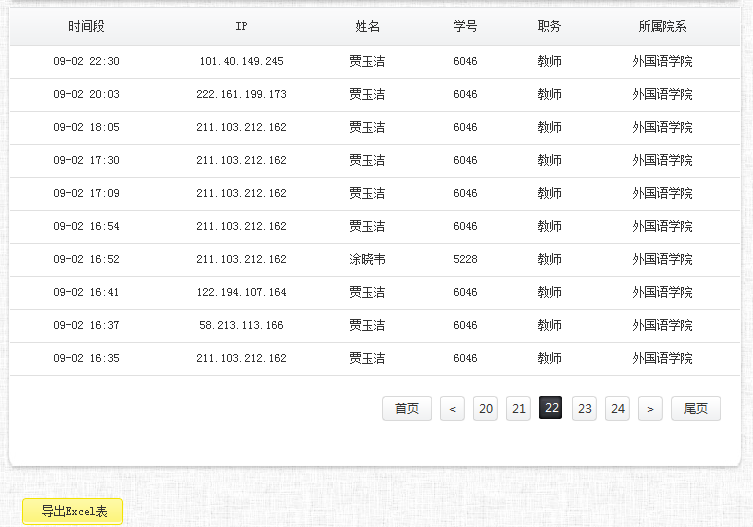 时间段 IP 姓名 学号 职务 所属院系
09-02 22:30 101.40.149.245 贾玉洁 6046 教师 外国语学院
09-02 20:03 222.161.199.173 贾玉洁 6046 教师 外国语学院
09-02 18:05 211.103.212.162 贾玉洁 6046 教师 外国语学院
09-02 17:30 211.103.212.162 贾玉洁 6046 教师 外国语学院
09-02 17:09 211.103.212.162 贾玉洁 6046 教师 外国语学院
09-02 16:54 211.103.212.162 贾玉洁 6046 教师 外国语学院
09-02 16:52 211.103.212.162 涂晓韦 5228 教师 外国语学院
09-02 16:41 122.194.107.164 贾玉洁 6046 教师 外国语学院
09-02 16:37 58.213.113.166 贾玉洁 6046 教师 外国语学院
09-02 16:35 211.103.212.162 贾玉洁 6046 教师 外国语学院
首页 < 20 21 22 23 24 > 尾页
导出Excel表